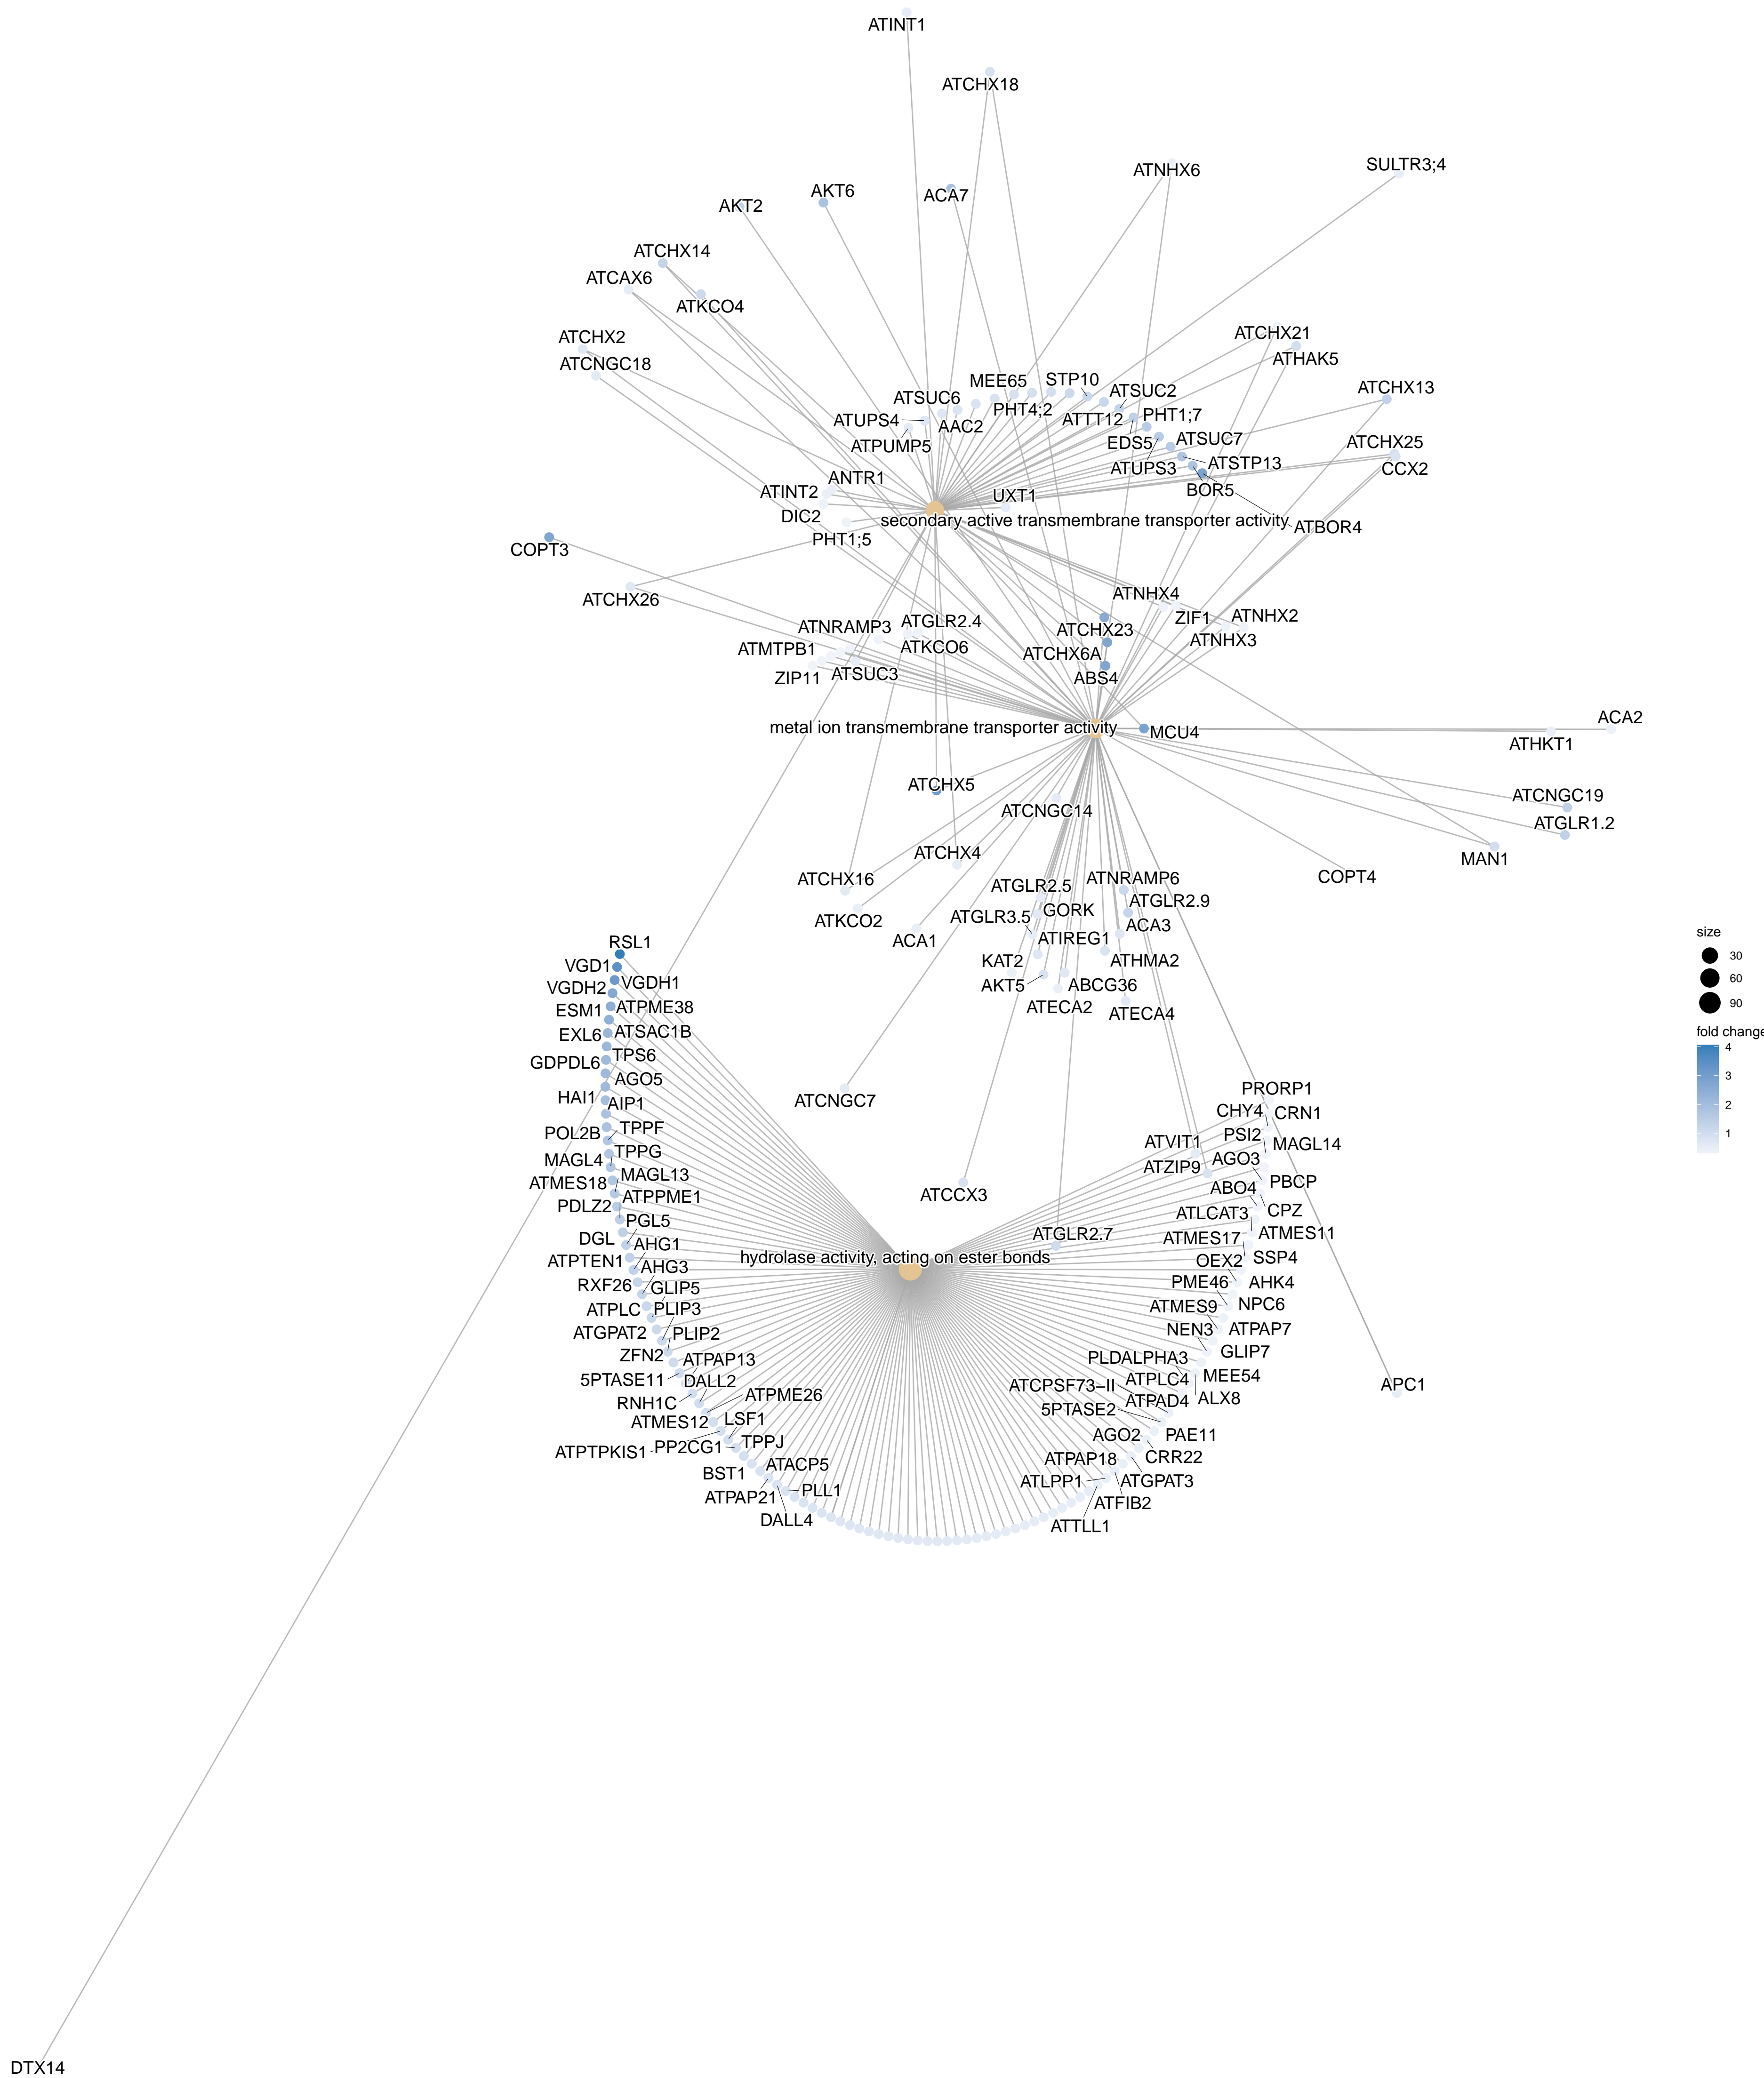 ATINT1
ATCHX18
ATNHX6
SULTR3;4
AKT6
ACA7
AKT2
ATCHX14
ATCAX6
ATKCO4
ATCHX2
ATCHX21
ATCNGC18
ATHAK5
MEE65
STP10
ATCHX13
ATSUC6
ATSUC2
PHT4;2
ATUPS4
AAC2
ATTT12
PHT1;7
ATPUMP5
EDS5
ATSUC7
ATCHX25
ATUPS3
ATSTP13
CCX2
ANTR1
ATINT2
UXT1
BOR5
DIC2
secondary active transmembrane transporter activity
ATBOR4
PHT1;5
COPT3
ATCHX26
ATNHX4
ATNRAMP3
ATGLR2.4
ATCHX23
ZIF1
ATNHX2
ATMTPB1
ATKCO6
ATCHX6A
ATNHX3
ZIP11
ATSUC3
ABS4
metal ion transmembrane transporter activity
MCU4
ACA2
ATHKT1
ATCHX5
ATCNGC19
ATCNGC14
ATGLR1.2
ATCHX4
MAN1
ATCHX16
ATGLR2.5
ATNRAMP6
COPT4
ATKCO2
ATGLR3.5
GORK
ATGLR2.9
ACA1
ATIREG1
ACA3
KAT2
ATHMA2
AKT5
ABCG36
ATECA2
ATECA4
RSL1
VGD1
VGDH1
VGDH2
ESM1
ATPME38
EXL6
ATSAC1B
GDPDL6
TPS6
AGO5
HAI1
AIP1
ATCNGC7
PRORP1
CHY4
CRN1
POL2B
TPPF
ATVIT1
PSI2
MAGL14
MAGL4
TPPG
ATZIP9
AGO3
ATMES18
MAGL13
ATCCX3
ABO4
PBCP
PDLZ2
ATPPME1
ATLCAT3
CPZ
DGL
PGL5
ATGLR2.7
ATMES17
ATMES11
ATPTEN1
AHG1
hydrolase activity, acting on ester bonds
OEX2
SSP4
RXF26
AHG3
PME46
AHK4
ATPLC
GLIP5
ATMES9
NPC6
ATGPAT2
PLIP3
NEN3
ATPAP7
ZFN2
PLIP2
PLDALPHA3
GLIP7
5PTASE11
ATPAP13
ATCPSF73–II
ATPLC4
MEE54
APC1
RNH1C
DALL2
5PTASE2
ATPAD4
ALX8
ATMES12
ATPME26
AGO2
PAE11
ATPTPKIS1
LSF1
PP2CG1
TPPJ
ATPAP18
CRR22
BST1
ATACP5
ATLPP1
ATGPAT3
ATPAP21
PLL1
ATFIB2
DALL4
ATTLL1
DTX14
size
30
60
90
fold change
4
3
2
1